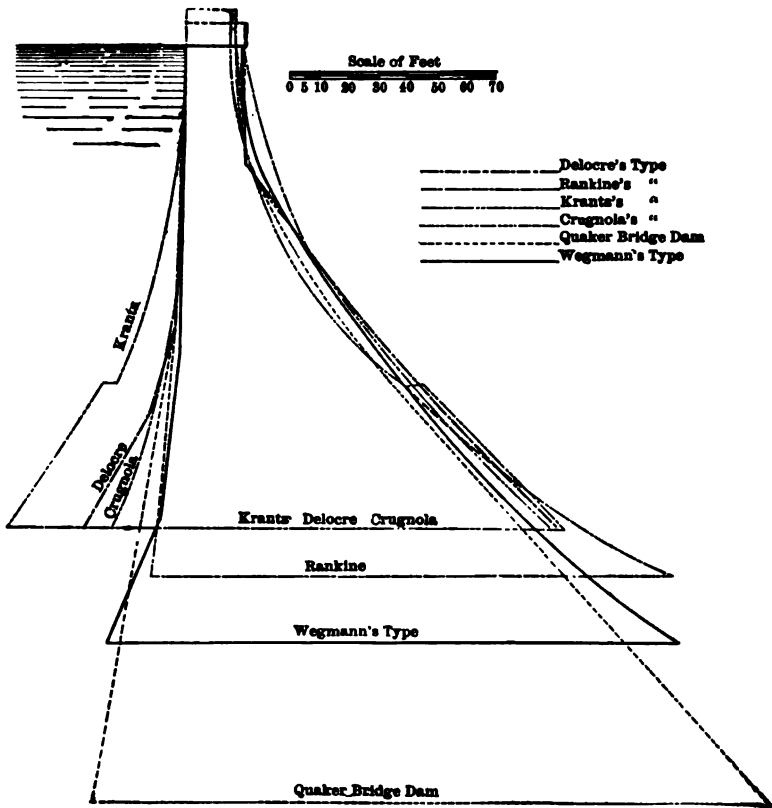 Scale of Feet
0 5 10 20 30 40 50 60 70
Delocre's Type
Rankine's "
Krantz's "
Crugnola's "
Quaker Bridge Dam
Wegmann's Type
Krantz
Delocre
Crugnola
Krantz Delocre Crugnola
Rankine
Wegmann's Type
Quaker Bridge Dam